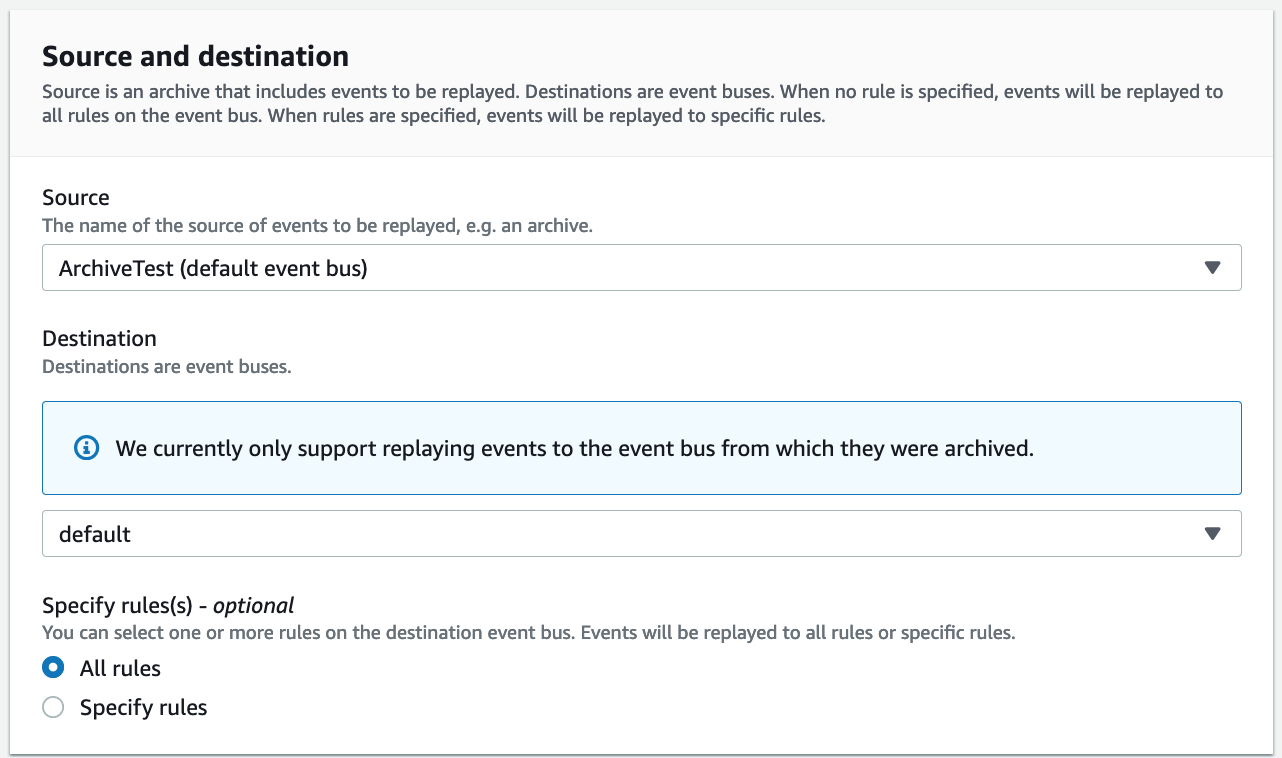 Source and destination
Source is an archive that includes events to be replayed. Destinations are event buses. When no rule is specified, events will be replayed to
all rules on the event bus. When rules are specified, events will be replayed to specific rules.
Source
The name of the source of events to be replayed, e.g. an archive.
ArchiveTest (default event bus)
Destination
Destinations are event buses.
We currently only support replaying events to the event bus from which they were archived.
default
Specify rules(s) - optional
You can select one or more rules on the destination event bus. Events will be replayed to all rules or specific rules.
All rules
Specify rules